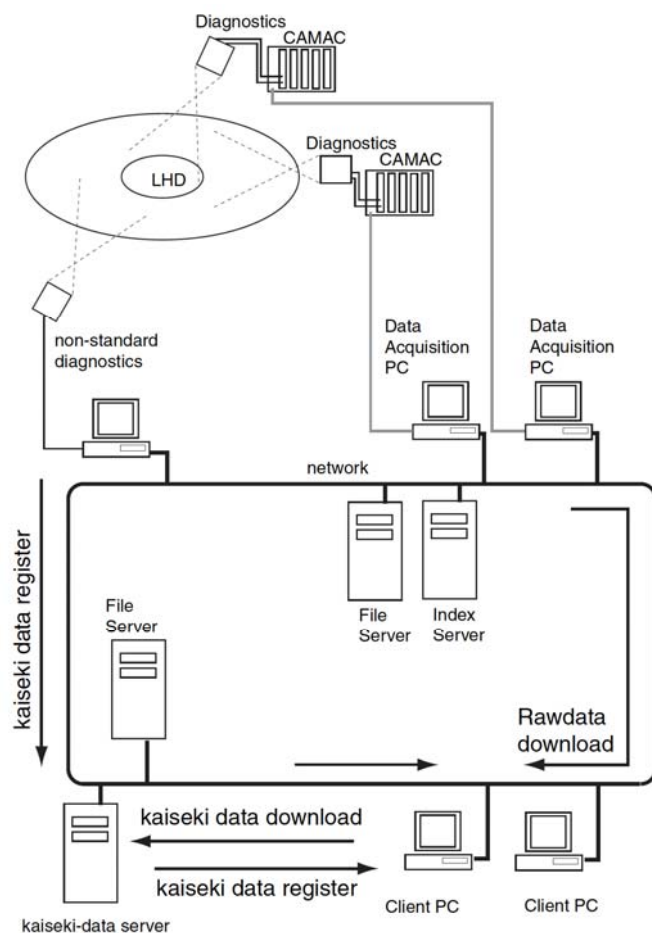 Diagnostics
CAMAC
Diagnostics
CAMAC
LHD
non-standard
diagnostics
Data
Acquisition
PC
Data
Acquisition
PC
network
kaiseki data register
File
Server
Index
Server
File
Server
Rawdata
download
kaiseki data download
kaiseki data register
kaiseki-data server
Client PC
Client PC